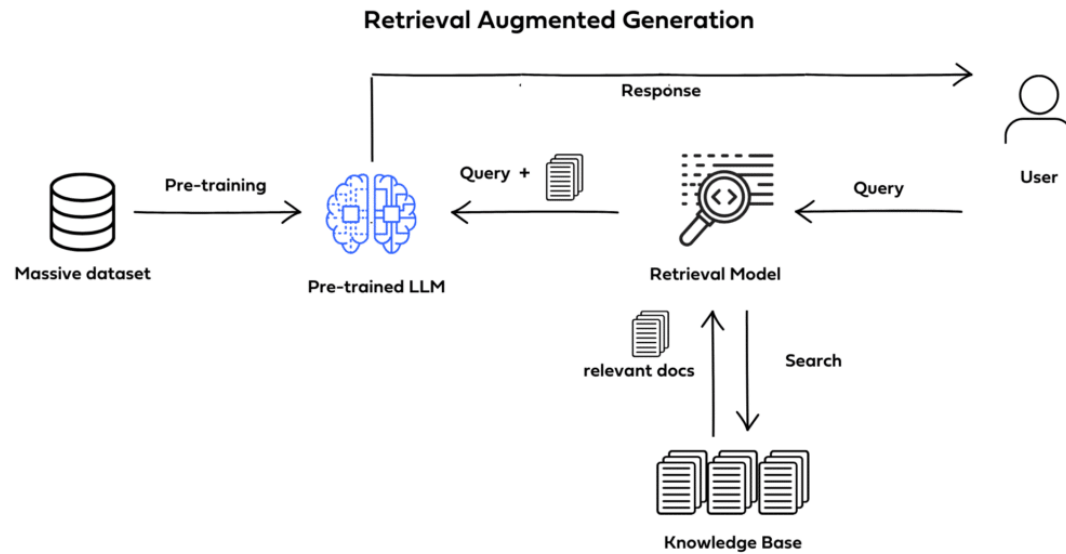 Retrieval Augmented Generation
Response
User
Query
Query +
Pre-training
Massive dataset
Pre-trained LLM
Retrieval Model
relevant docs
Search
Knowledge Base